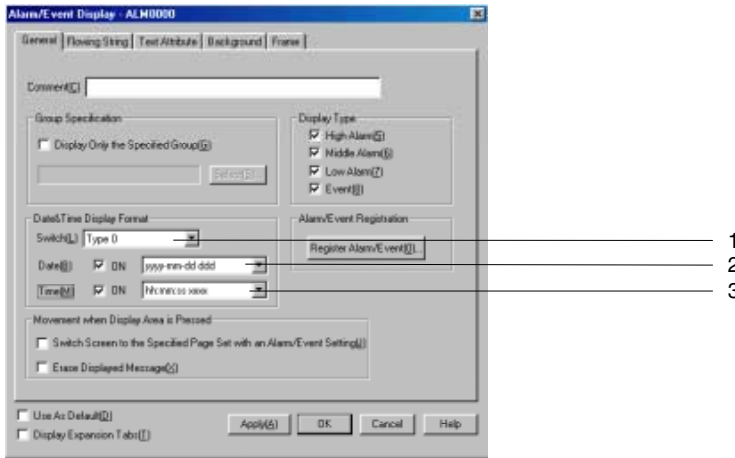 Alarm/Event Display - ALM0000
General Flowing String Text Attribute Background Frame
Comment(C)
Group Specification
Display Only the Specified Group(G)
Select(S)...
Display Type
High Alarm(5)
Middle Alarm(6)
Low Alarm(7)
Event(8)
Date&Time Display Format
Switch(L) Type 0
Date(B) ON yyyy-mm-dd ddd
Time(M) ON hh:mm:ss xxxx
Alarm/Event Registration
Register Alarm/Event(I)...
1
2
3
Movement when Display Area is Pressed
Switch Screen to the Specified Page Set with an Alarm/Event Setting(U)
Erase Displayed Message(X)
Use As Default(D)
Display Expansion Tabs(T)
Apply(A) OK Cancel Help